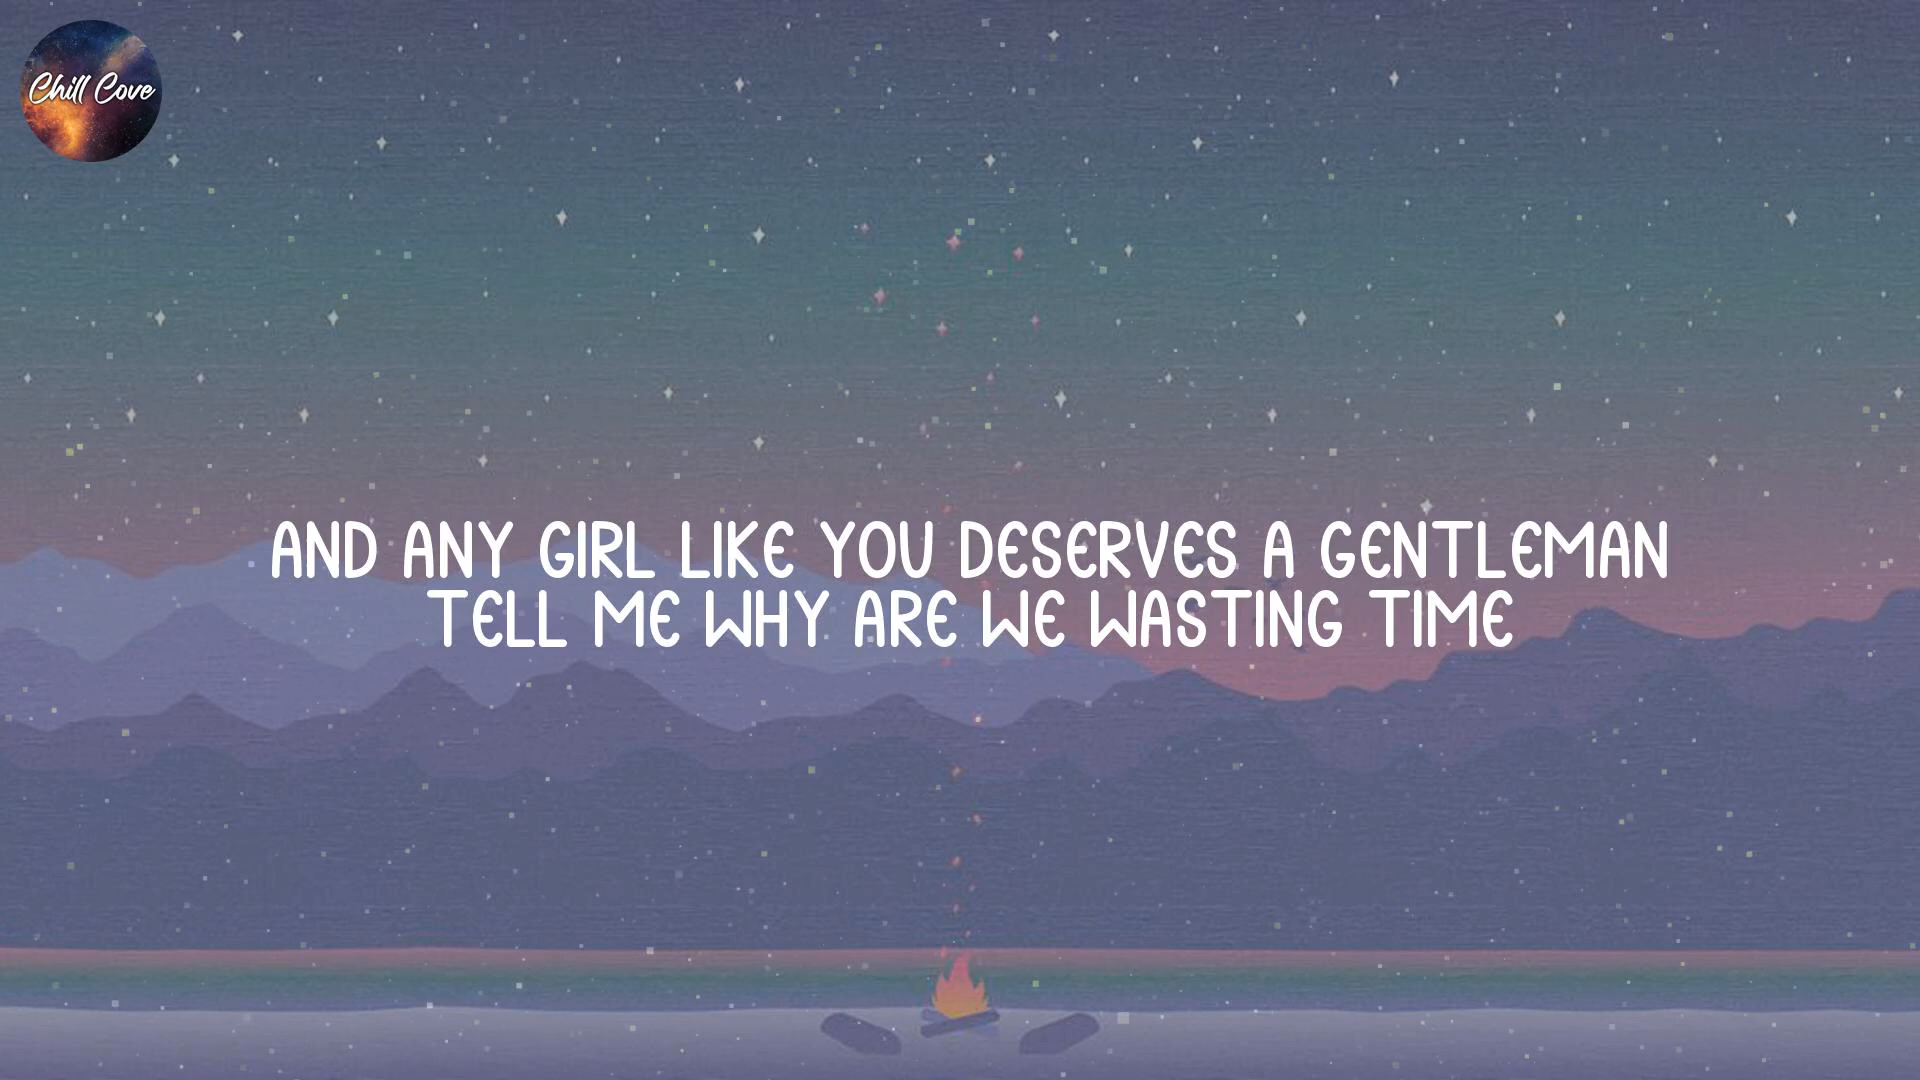 Chill Cove
AND ANY GIRL LIKE YOU DESERVES A GENTLEMAN
TELL ME WHY ARE WE WASTING TIME